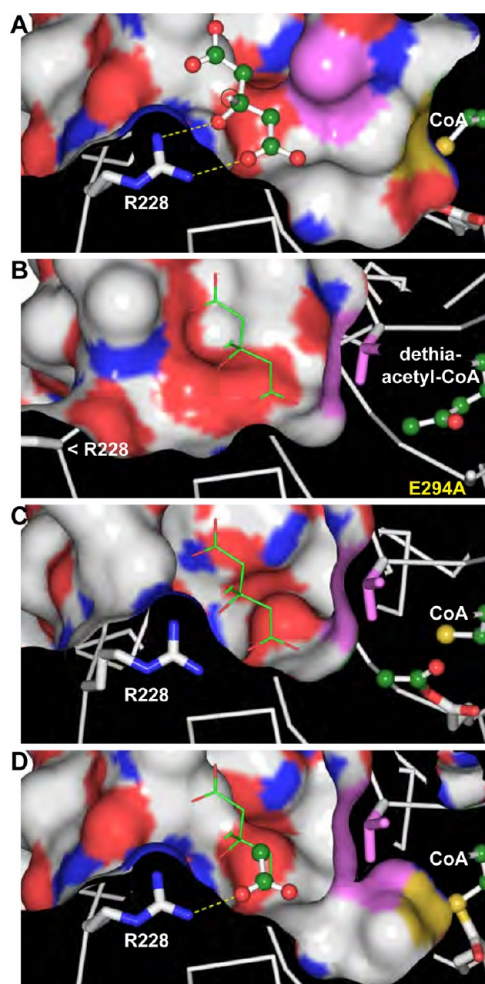 A
CoA
R228
B
dethia-
acetyl-CoA
< R228
E294A
C
CoA
R228
D
CoA
R228